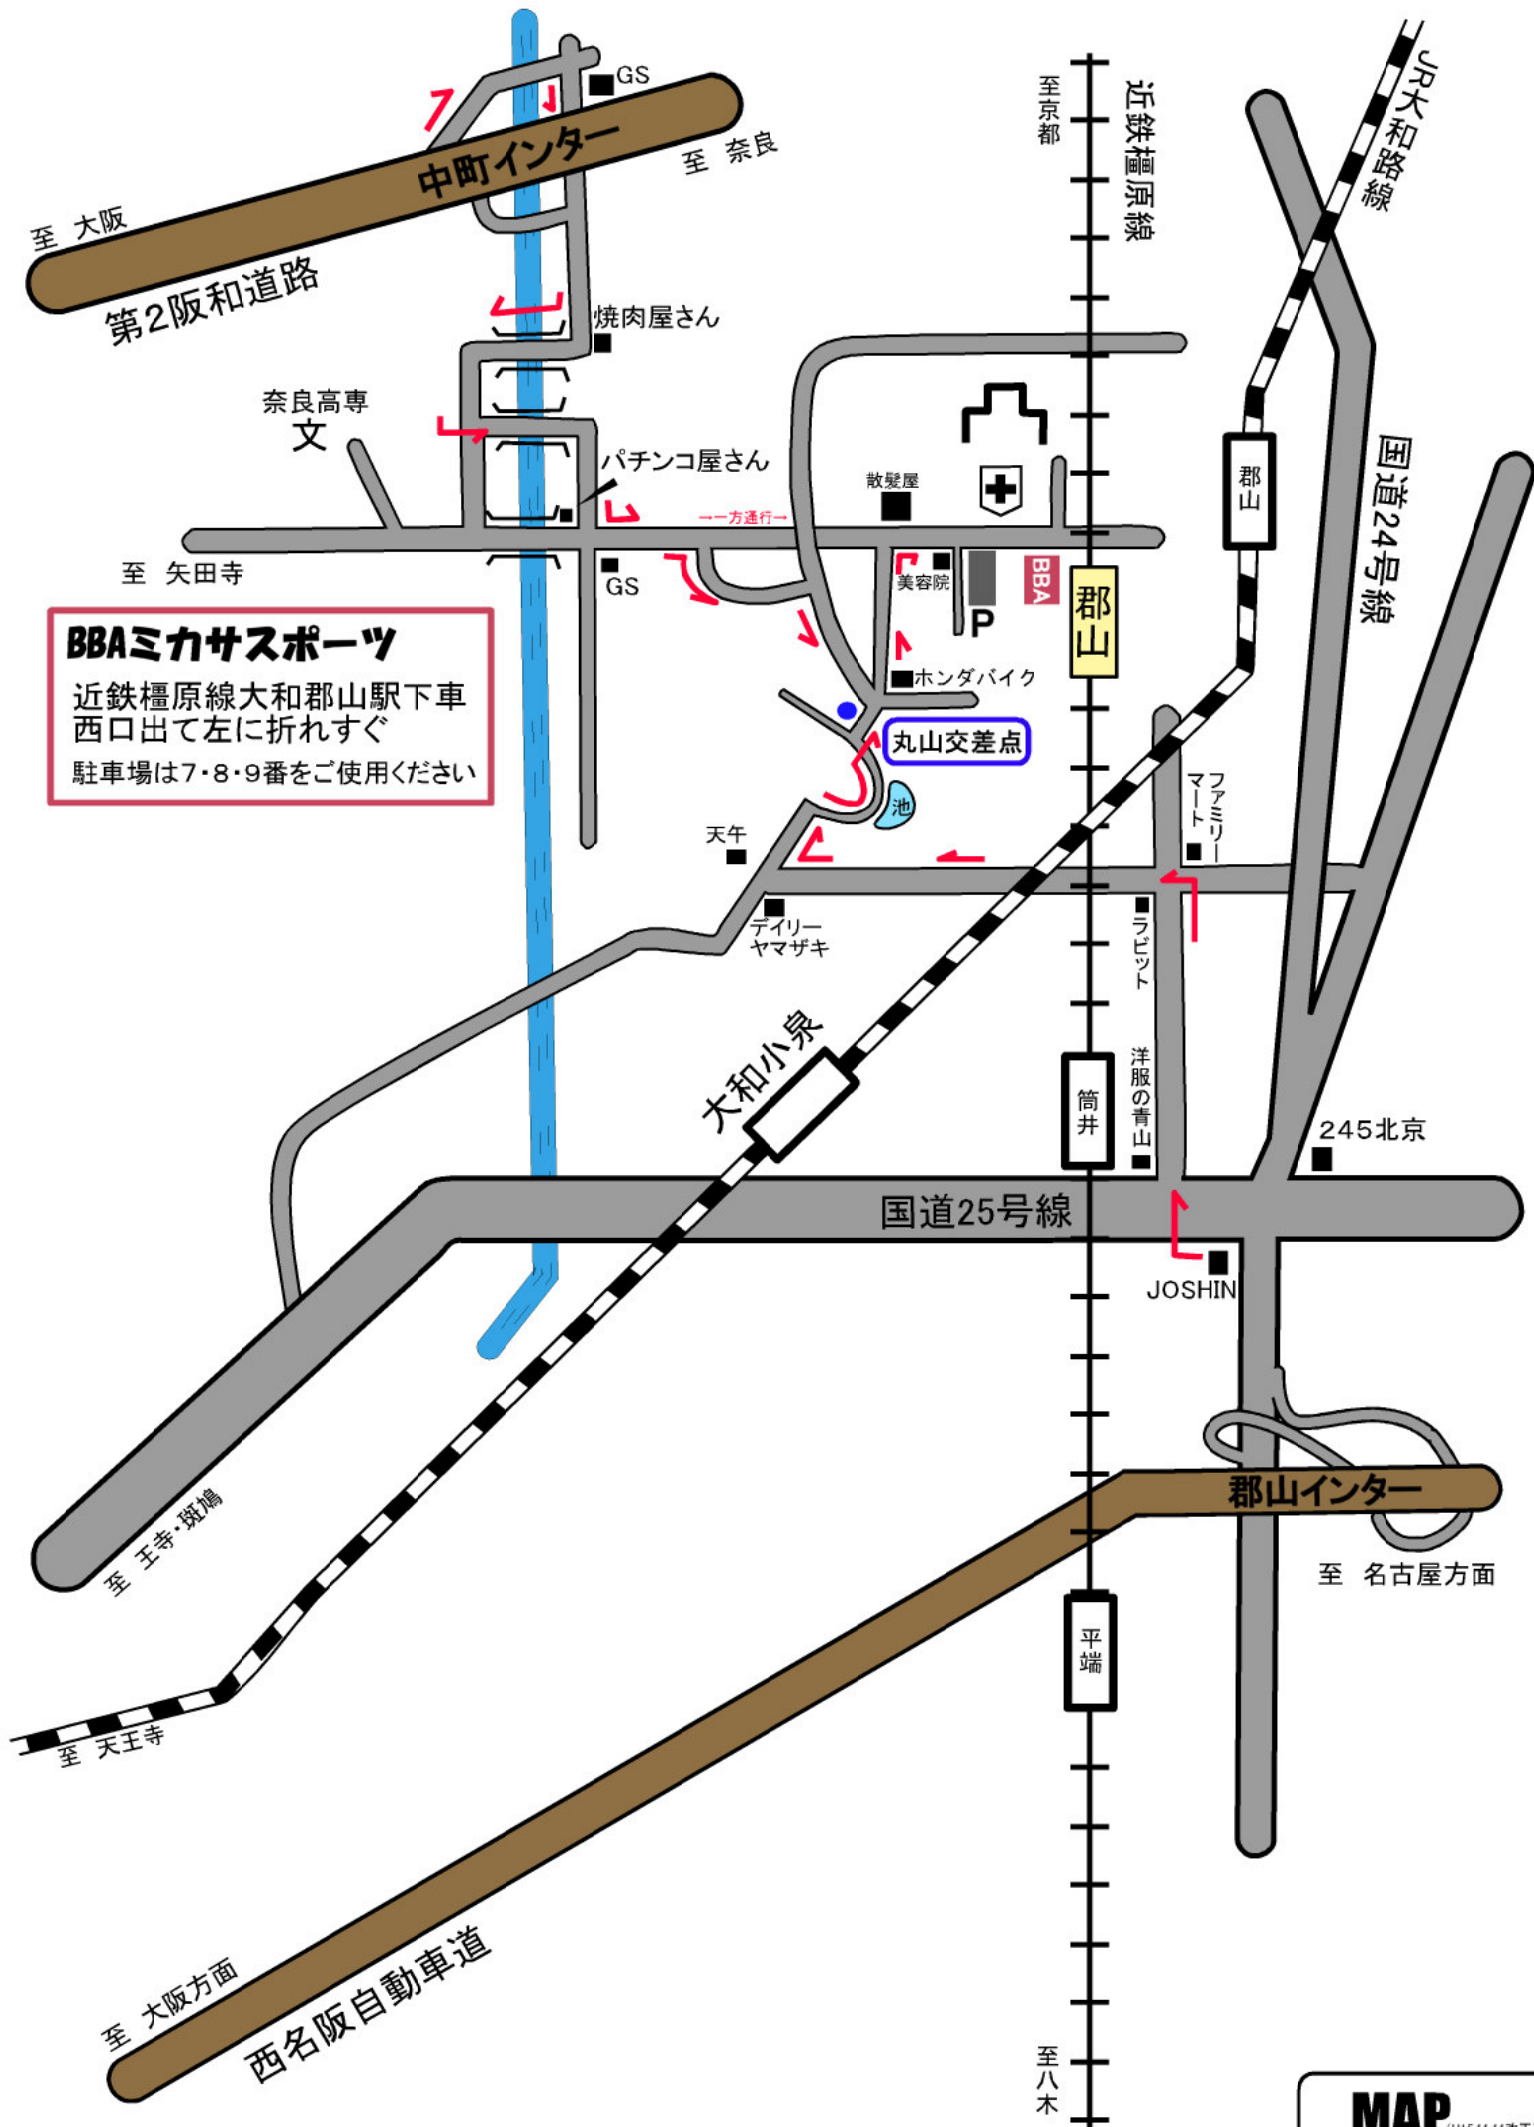 GS
中町インター
至 奈良
至 大阪
第2阪和道路
至京都
近鉄橿原線
JR大和路線
焼肉屋さん
奈良高専
文
パチンコ屋さん
散髪屋
郡山
国道24号線
→一方通行→
至 矢田寺
GS
美容院
P
BBA
郡山
BBAミカサスポーツ
近鉄橿原線大和郡山駅下車
西口出て左に折れすぐ
駐車場は7・8・9番をご使用ください
ホンダバイク
丸山交差点
池
天午
ファミリー
マート
デイリー
ヤマザキ
ラビット
大和小泉
筒井
洋服の青山
245北京
国道25号線
JOSHIN
至 王寺・斑鳩
郡山インター
至 名古屋方面
平端
至 天王寺
至 大阪方面
西名阪自動車道
至八木
MAP